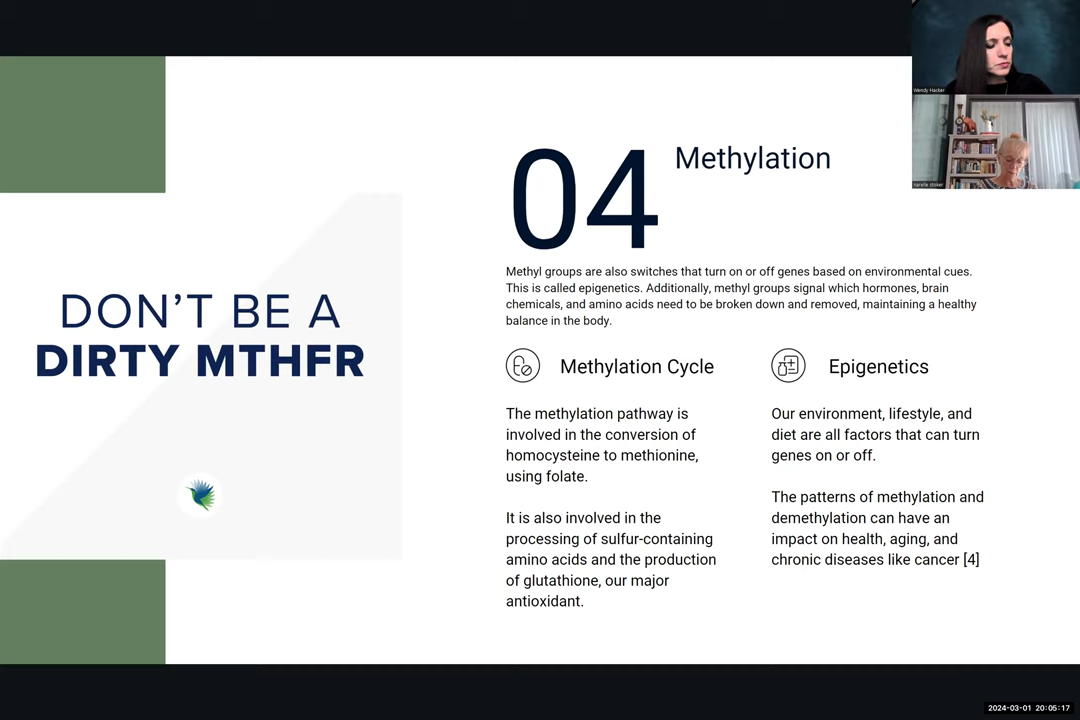 Wendy Hacker
04
Methylation
DON'T BE A
DIRTY MTHFR
Methyl groups are also switches that turn on or off genes based on environmental cues.
This is called epigenetics. Additionally, methyl groups signal which hormones, brain
chemicals, and amino acids need to be broken down and removed, maintaining a healthy
balance in the body.
Methylation Cycle
The methylation pathway is
involved in the conversion of
homocysteine to methionine,
using folate.
It is also involved in the
processing of sulfur-containing
amino acids and the production
of glutathione, our major
antioxidant.
Epigenetics
Our environment, lifestyle, and
diet are all factors that can turn
genes on or off.
The patterns of methylation and
demethylation can have an
impact on health, aging, and
chronic diseases like cancer [4]
2024-03-01 20:05:17